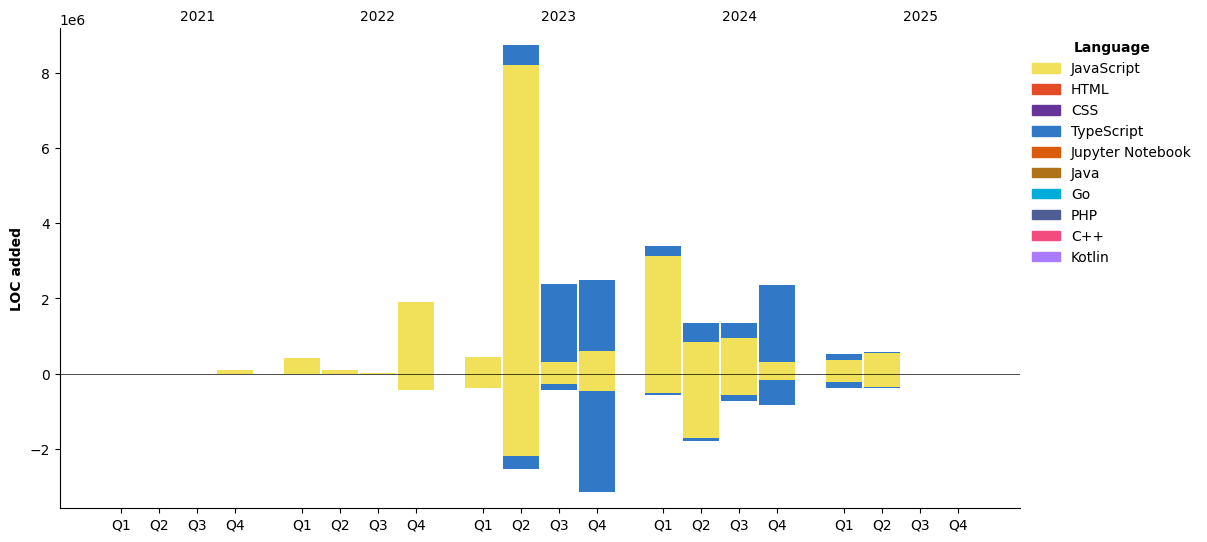 2021 2022 2023 2024 2025
1e6
8
6
4
2
0
−2
LOC added
Q1 Q2 Q3 Q4 Q1 Q2 Q3 Q4 Q1 Q2 Q3 Q4 Q1 Q2 Q3 Q4 Q1 Q2 Q3 Q4
Language
JavaScript
HTML
CSS
TypeScript
Jupyter Notebook
Java
Go
PHP
C++
Kotlin